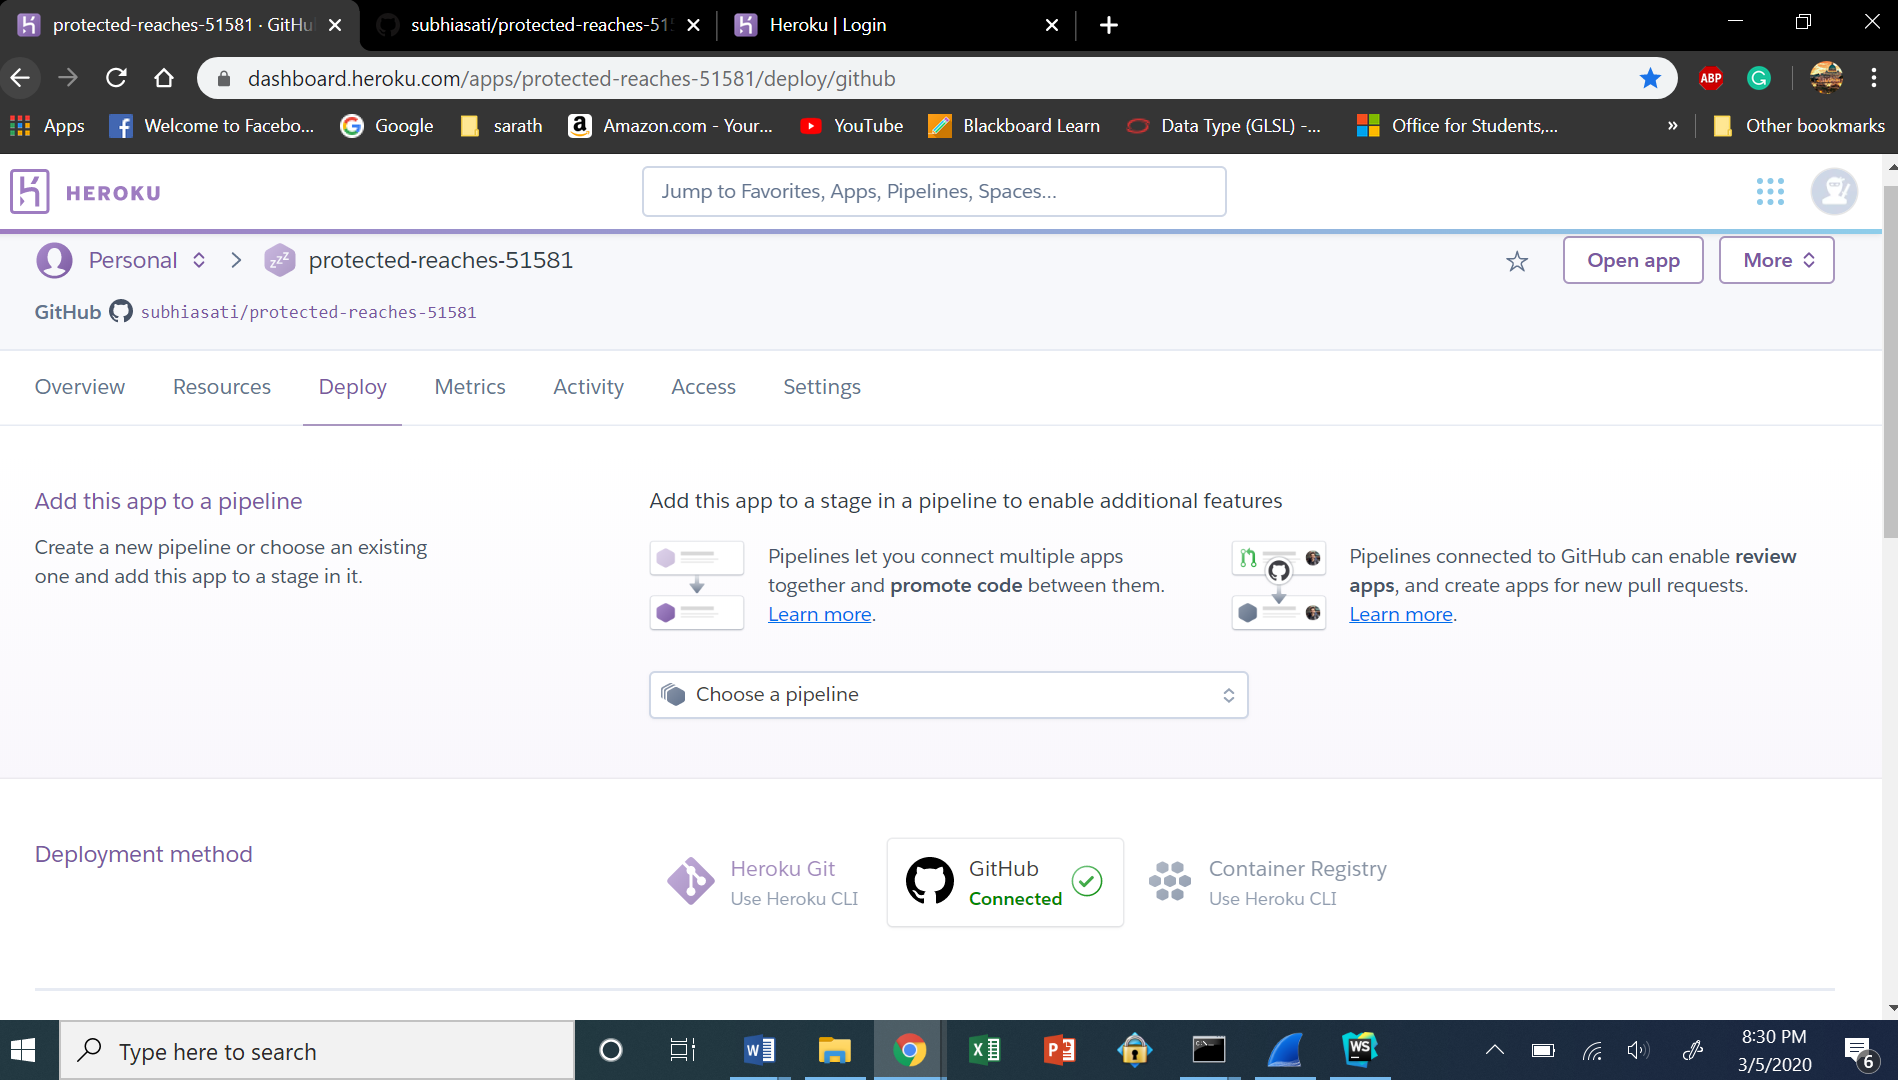 protected-reaches-51581 · GitHu
subhiasati/protected-reaches-51
Heroku | Login
dashboard.heroku.com/apps/protected-reaches-51581/deploy/github
ABP
Apps
Welcome to Facebo...
Google
sarath
Amazon.com - Your...
YouTube
Blackboard Learn
Data Type (GLSL) -...
Office for Students,...
»
Other bookmarks
HEROKU
Jump to Favorites, Apps, Pipelines, Spaces...
Personal
protected-reaches-51581
Open app
More
GitHub subhiasati/protected-reaches-51581
Overview
Resources
Deploy
Metrics
Activity
Access
Settings
Add this app to a pipeline
Create a new pipeline or choose an existing
one and add this app to a stage in it.
Add this app to a stage in a pipeline to enable additional features
Pipelines let you connect multiple apps
together and promote code between them.
Learn more.
Pipelines connected to GitHub can enable review
apps, and create apps for new pull requests.
Learn more.
Choose a pipeline
Deployment method
Heroku Git
Use Heroku CLI
GitHub
Connected
Container Registry
Use Heroku CLI
Type here to search
WS
8:30 PM
3/5/2020
6